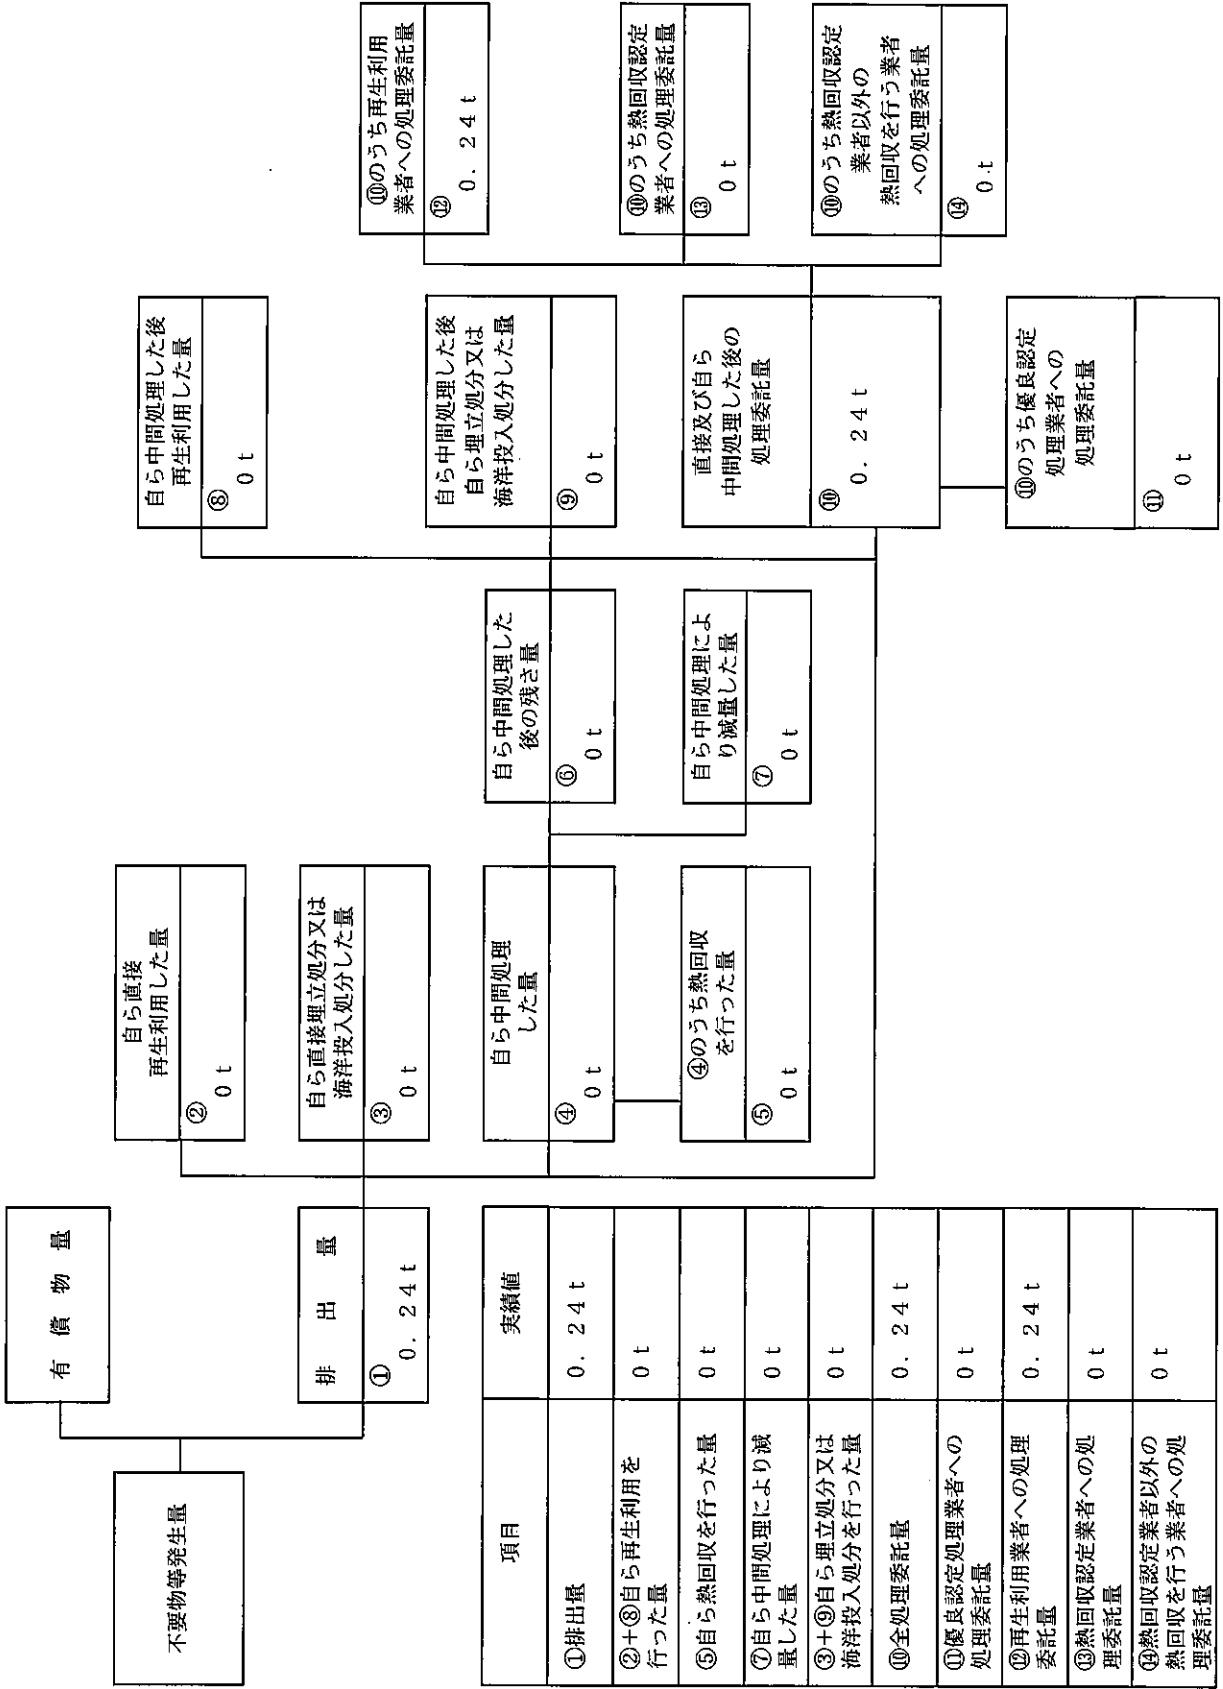 不要物等発生量
有償物量
排出量
①
0.24t
自ら直接
再生利用した量
②
0t
自ら直接埋立処分又は
海洋投入処分した量
③
0t
自ら中間処理
した量
④
0t
④のうち熱回収
を行った量
⑤
0t
自ら中間処理した
後の残さ量
⑥
0t
自ら中間処理によ
り減量した量
⑦
0t
自ら中間処理した後
再生利用した量
⑧
0t
自ら中間処理した後
自ら埋立処分又は
海洋投入処分した量
⑨
0t
直接及び自ら
中間処理した後の
処理委託量
⑩
0.24t
⑩のうち優良認定
処理業者への
処理委託量
⑪
0t
⑩のうち再生利用
業者への処理委託量
⑫
0.24t
⑩のうち熱回収認定
業者への処理委託量
⑬
0t
⑩のうち熱回収認定
業者以外の
熱回収を行う業者
への処理委託量
⑭
0t
項目 実績値
①排出量 0.24t
②+⑧自ら再生利用を
行った量 0t
⑤自ら熱回収を行った量 0t
⑦自ら中間処理により減
量した量 0t
③+⑨自ら埋立処分又は
海洋投入処分を行った量 0t
⑩全処理委託量 0.24t
⑪優良認定処理業者への
処理委託量 0t
⑫再生利用業者への処理
委託量 0.24t
⑬熱回収認定業者への処
理委託量 0t
⑭熱回収認定業者以外の
熱回収を行う業者への処
理委託量 0t